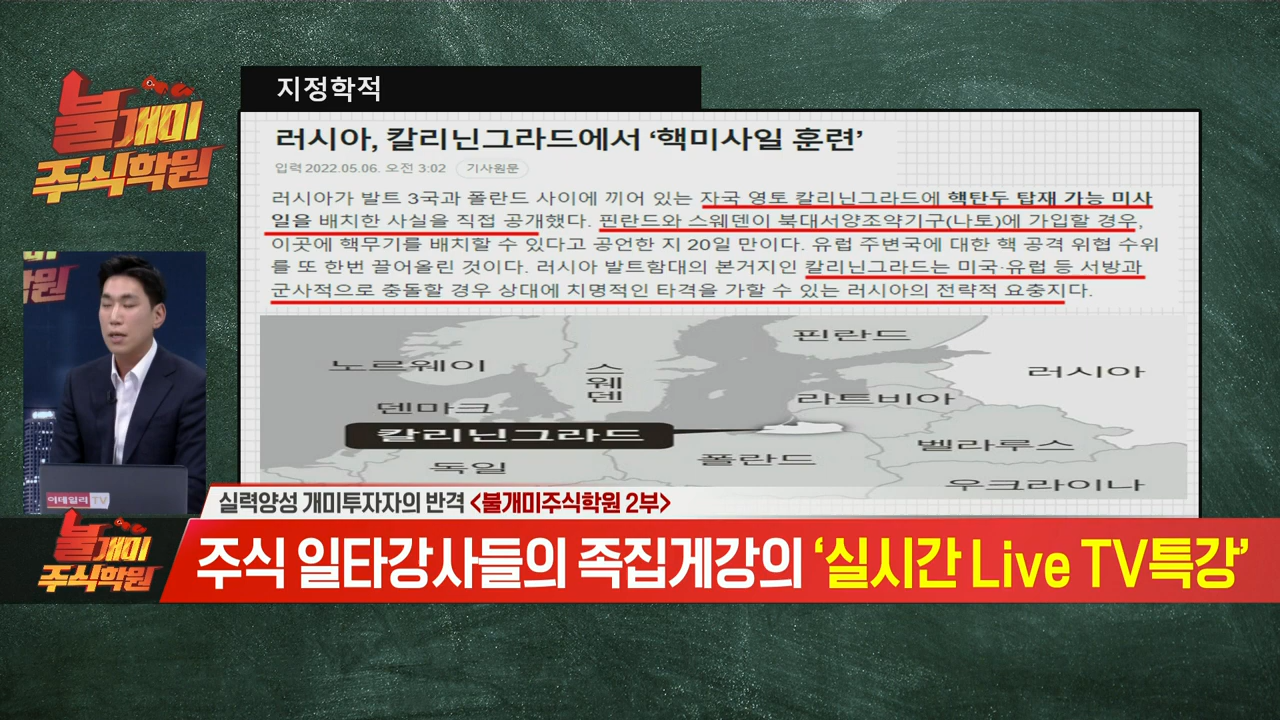 불개미
주식학원
지정학적
러시아, 칼리닌그라드에서 ‘핵미사일 훈련’
입력 2022.05.06. 오전 3:02 기사원문
러시아가 발트 3국과 폴란드 사이에 끼어 있는 자국 영토 칼리닌그라드에 핵탄두 탑재 가능 미사
일을 배치한 사실을 직접 공개했다. 핀란드와 스웨덴이 북대서양조약기구(나토)에 가입할 경우,
이곳에 핵무기를 배치할 수 있다고 공언한 지 20일 만이다. 유럽 주변국에 대한 핵 공격 위협 수위
를 또 한번 끌어올린 것이다. 러시아 발트함대의 본거지인 칼리닌그라드는 미국·유럽 등 서방과
군사적으로 충돌할 경우 상대에 치명적인 타격을 가할 수 있는 러시아의 전략적 요충지다.
핀란드
노르웨이
스웨덴
러시아
덴마크
라트비아
칼리닌그라드
벨라루스
독일
폴란드
우크라이나
개미
학원
이데일리 TV
실력양성 개미투자자의 반격 <불개미주식학원 2부>
불개미
주식학원
주식 일타강사들의 족집게강의 ‘실시간 Live TV특강’